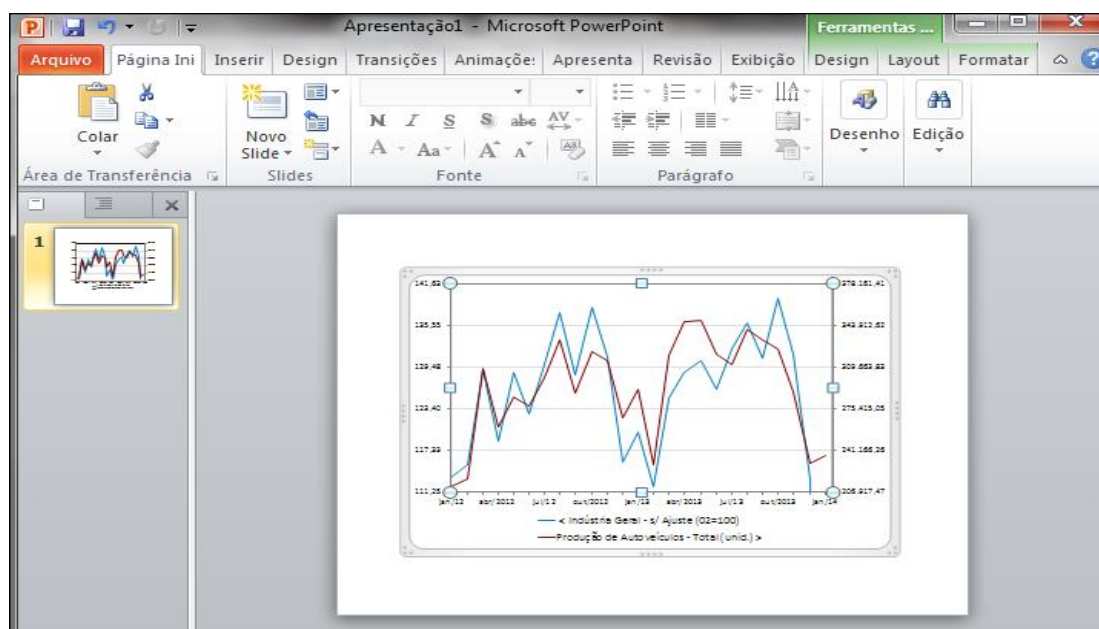 Apresentação1 - Microsoft PowerPoint
Ferramentas ...
Arquivo Página Ini Inserir Design Transições Animaçõe: Apresenta Revisão Exibição Design Layout Formatar
Colar
Novo
Slide
N I S S abc AV
A Aa A A
Desenho Edição
Área de Transferência Slides Fonte Parágrafo
1
141,53 378.161,41
135,55 343.912,62
129,48 309.663,83
123,40 275.415,05
117,33 241.166,26
111,25 206.917,47
jan/12 abr/2012 jul/12 out/2012 jan/13 abr/2013 jul/13 out/2013 jan/14
< Indústria Geral - s/ Ajuste (02=100)
Produção de Autoveículos - Total (unid.) >